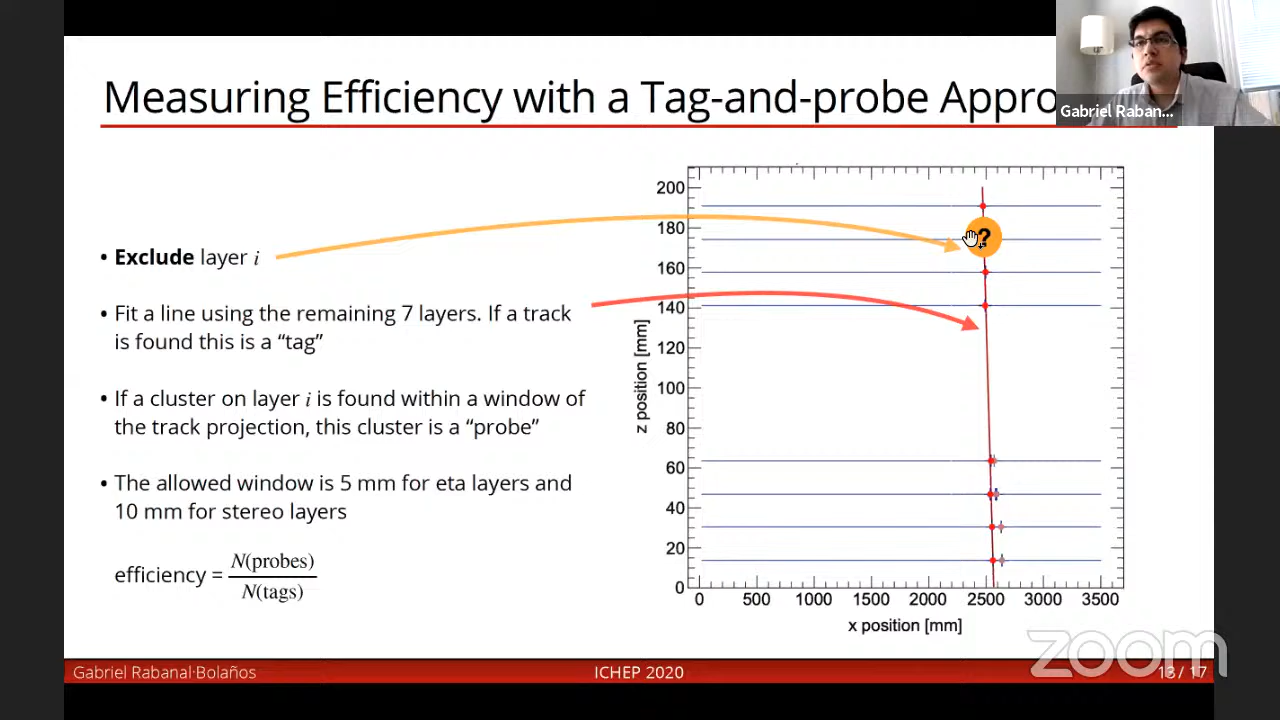 Measuring Efficiency with a Tag-and-probe Appro
Gabriel Raban...
• Exclude layer i
• Fit a line using the remaining 7 layers. If a track
is found this is a “tag”
• If a cluster on layer i is found within a window of
the track projection, this cluster is a “probe”
• The allowed window is 5 mm for eta layers and
10 mm for stereo layers
efficiency = N(probes)
N(tags)
200
180
160
140
120
100
80
60
40
20
0
z position [mm]
?
0 500 1000 1500 2000 2500 3000 3500
x position [mm]
zoom
Gabriel Rabanal·Bolaños
ICHEP 2020
13 / 17